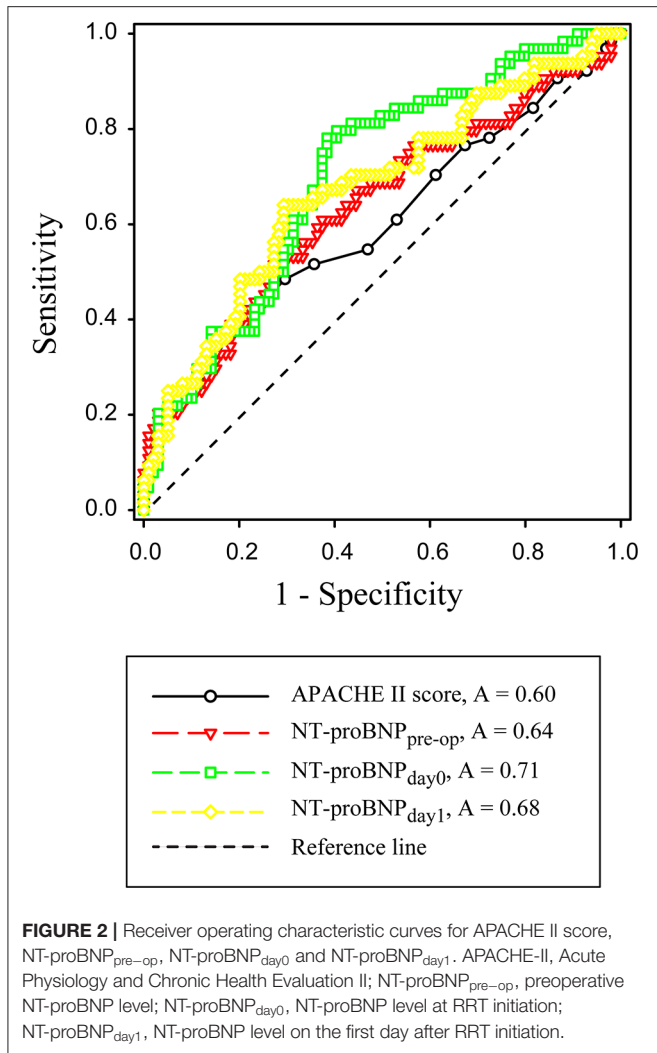 1.0
0.8
0.6
0.4
0.2
0.0
Sensitivity
0.0 0.2 0.4 0.6 0.8 1.0
1 - Specificity
APACHE II score, A = 0.60
NT-proBNPpre-op, A = 0.64
NT-proBNPday0, A = 0.71
NT-proBNPday1, A = 0.68
Reference line
FIGURE 2 | Receiver operating characteristic curves for APACHE II score,
NT-proBNPpre−op, NT-proBNPday0 and NT-proBNPday1. APACHE-II, Acute
Physiology and Chronic Health Evaluation II; NT-proBNPpre−op, preoperative
NT-proBNP level; NT-proBNPday0, NT-proBNP level at RRT initiation;
NT-proBNPday1, NT-proBNP level on the first day after RRT initiation.